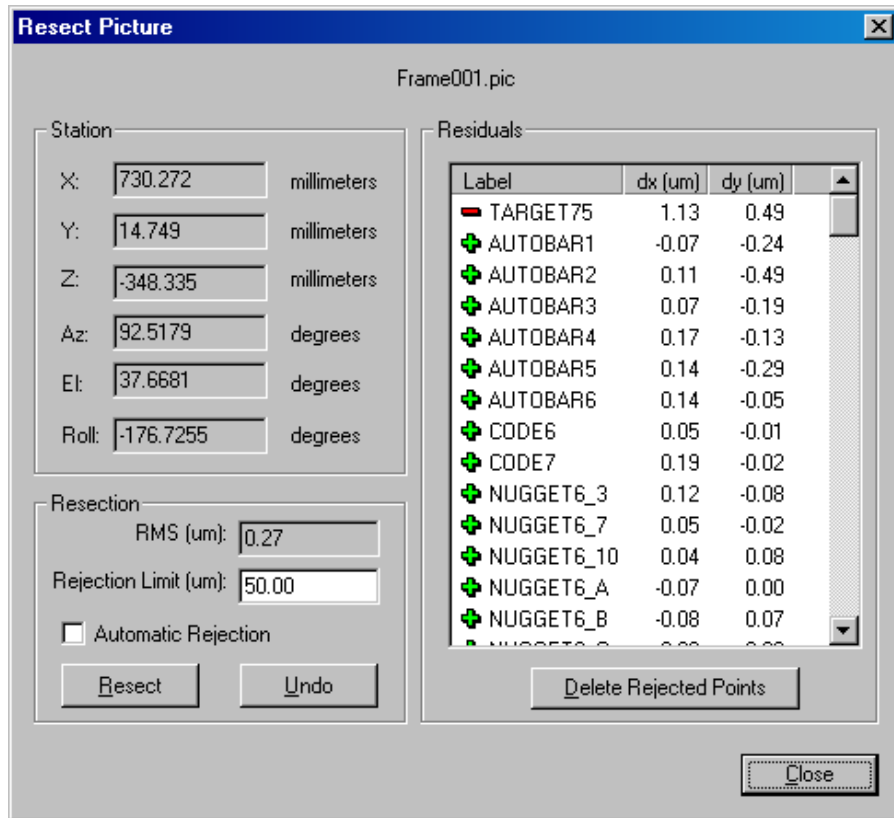 Resect Picture
Frame001.pic
Station
X: 730.272 millimeters
Y: 14.749 millimeters
Z: -348.335 millimeters
Az: 92.5179 degrees
El: 37.6681 degrees
Roll: -176.7255 degrees
Resection
RMS (um): 0.27
Rejection Limit (um): 50.00
Automatic Rejection
Resect Undo
Residuals
Label dx (um) dy (um)
TARGET75 1.13 0.49
AUTOBAR1 -0.07 -0.24
AUTOBAR2 0.11 -0.49
AUTOBAR3 0.07 -0.19
AUTOBAR4 0.17 -0.13
AUTOBAR5 0.14 -0.29
AUTOBAR6 0.14 -0.05
CODE6 0.05 -0.01
CODE7 0.19 -0.02
NUGGET6_3 0.12 -0.08
NUGGET6_7 0.05 -0.02
NUGGET6_10 0.04 0.08
NUGGET6_A -0.07 0.00
NUGGET6_B -0.08 0.07
Delete Rejected Points
Close